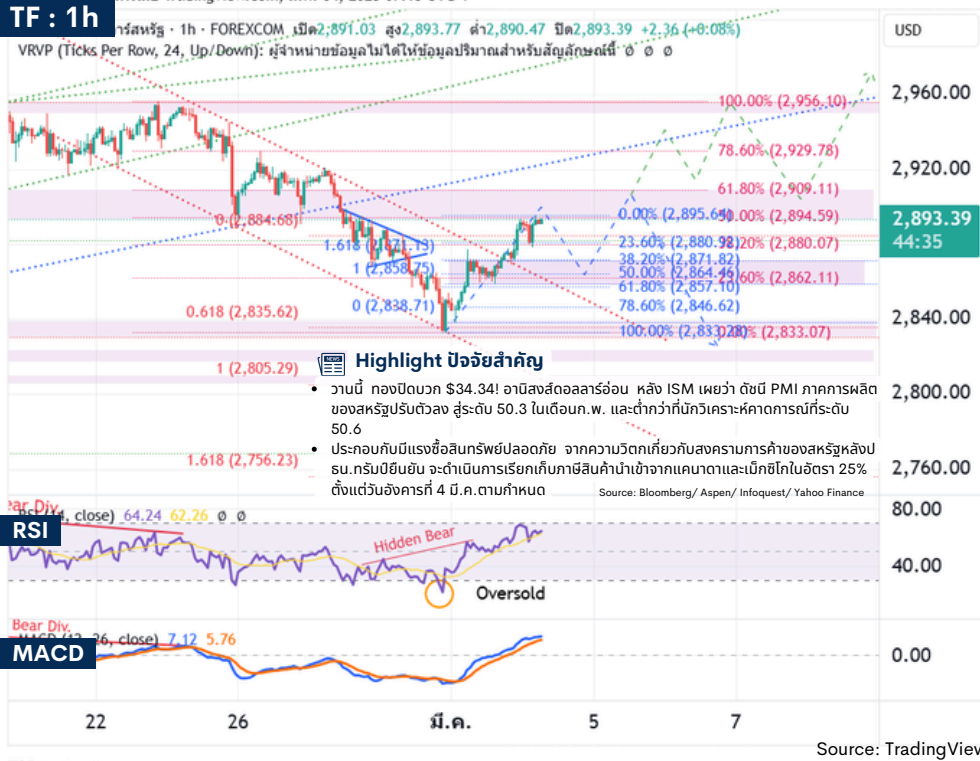 TF : 1h
าร์สหรัฐ · 1h · FOREXCOM เปิด2,891.03 สูง2,893.77 ต่ำ2,890.47 ปิด2,893.39 +2.36 (+0.08%)
USD
VRVP (Ticks Per Row, 24, Up/Down): ผู้จำหน่ายข้อมูลไม่ได้ให้ข้อมูลปริมาณสำหรับสัญลักษณ์นี้ ∅ ∅ ∅
2,960.00
100.00% (2,956.10)
2,920.00
78.60% (2,929.78)
61.80% (2,909.11)
0 (2,884.68)
0.00% (2,895.64)
50.00% (2,894.59)
2,893.39
44:35
1.618 (2,871.13)
23.60% (2,880.92)
38.20% (2,880.07)
38.20% (2,871.82)
1 (2,858.75)
50.00% (2,864.46)
23.60% (2,862.11)
61.80% (2,857.10)
0 (2,838.71)
78.60% (2,846.62)
0.618 (2,835.62)
2,840.00
100.00% (2,833.28)
0.00% (2,833.07)
1 (2,805.29)
Highlight ปัจจัยสำคัญ
NEWS
2,800.00
• วานนี้ ทองปิดบวก $34.34! อานิสงส์ดอลลาร์อ่อน หลัง ISM เผยว่า ดัชนี PMI ภาคการผลิต
ของสหรัฐปรับตัวลง สู่ระดับ 50.3 ในเดือนก.พ. และต่ำกว่าที่นักวิเคราะห์คาดการณ์ที่ระดับ
50.6
• ประกอบกับมีแรงซื้อสินทรัพย์ปลอดภัย จากความวิตกเกี่ยวกับสงครามการค้าของสหรัฐหลังป
ธน.ทรัมป์ยืนยัน จะดำเนินการเรียกเก็บภาษีสินค้านำเข้าจากแคนาดาและเม็กซิโกในอัตรา 25%
ตั้งแต่วันอังคารที่ 4 มี.ค.ตามกำหนด
Source: Bloomberg/ Aspen/ Infoquest/ Yahoo Finance
1.618 (2,756.23)
2,760.00
ear Div.
close) 64.24 62.26 ∅ ∅
80.00
RSI
Hidden Bear
40.00
Oversold
Bear Div.
26, close) 7.12 5.76
MACD
0.00
22
26
มี.ค.
5
7
Source: TradingView